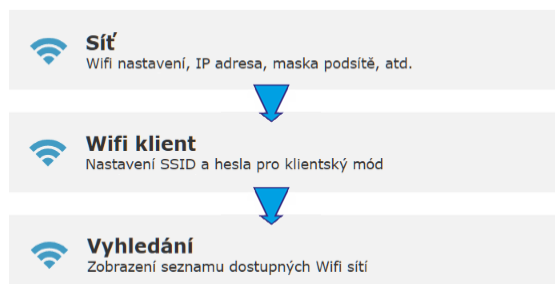 Síť
Wifi nastavení, IP adresa, maska podsítě, atd.
Wifi klient
Nastavení SSID a hesla pro klientský mód
Vyhledání
Zobrazení seznamu dostupných Wifi sítí